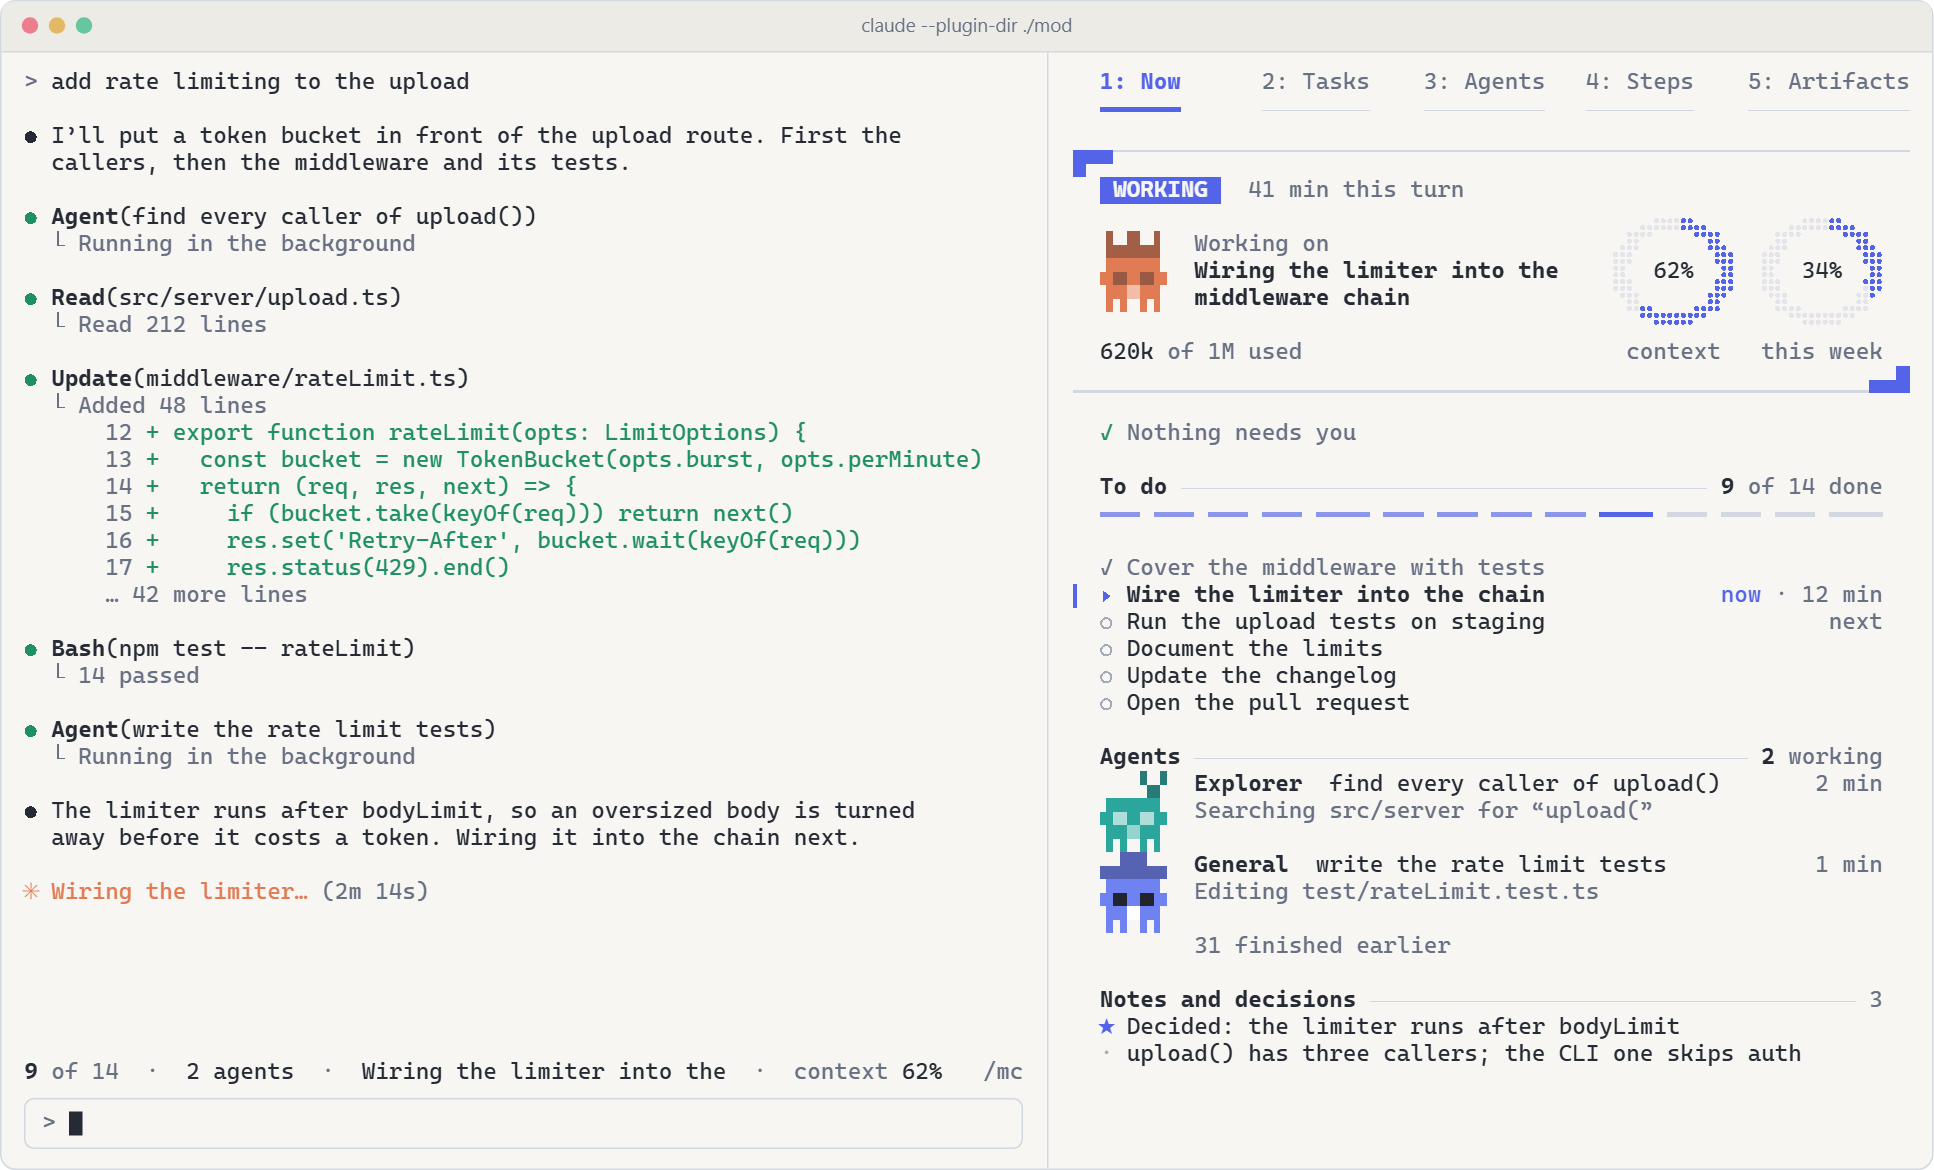 claude --plugin-dir ./mod
> add rate limiting to the upload
● I’ll put a token bucket in front of the upload route. First the
callers, then the middleware and its tests.
● Agent(find every caller of upload())
└ Running in the background
● Read(src/server/upload.ts)
└ Read 212 lines
● Update(middleware/rateLimit.ts)
└ Added 48 lines
12 + export function rateLimit(opts: LimitOptions) {
13 +   const bucket = new TokenBucket(opts.burst, opts.perMinute)
14 +   return (req, res, next) => {
15 +     if (bucket.take(keyOf(req))) return next()
16 +     res.set('Retry-After', bucket.wait(keyOf(req)))
17 +     res.status(429).end()
… 42 more lines
● Bash(npm test -- rateLimit)
└ 14 passed
● Agent(write the rate limit tests)
└ Running in the background
● The limiter runs after bodyLimit, so an oversized body is turned
away before it costs a token. Wiring it into the chain next.
✳ Wiring the limiter… (2m 14s)
9 of 14 · 2 agents · Wiring the limiter into the · context 62% /mc
>
1: Now 2: Tasks 3: Agents 4: Steps 5: Artifacts
WORKING 41 min this turn
Working on
Wiring the limiter into the
middleware chain
62% 34%
620k of 1M used context this week
✓ Nothing needs you
To do 9 of 14 done
✓ Cover the middleware with tests
▸ Wire the limiter into the chain now · 12 min
○ Run the upload tests on staging next
○ Document the limits
○ Update the changelog
○ Open the pull request
Agents 2 working
Explorer find every caller of upload() 2 min
Searching src/server for “upload(”
General write the rate limit tests 1 min
Editing test/rateLimit.test.ts
31 finished earlier
Notes and decisions 3
★ Decided: the limiter runs after bodyLimit
· upload() has three callers; the CLI one skips auth